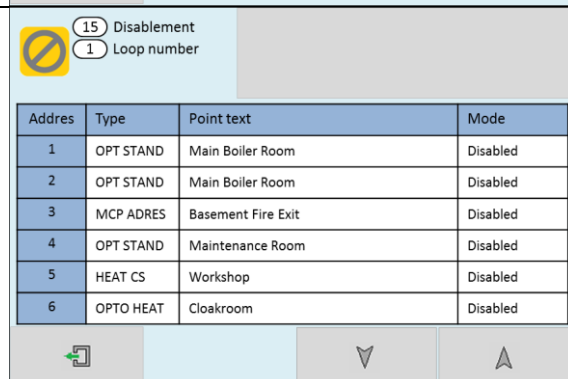 15 Disablement
1 Loop number
Addres Type Point text Mode
1 OPT STAND Main Boiler Room Disabled
2 OPT STAND Main Boiler Room Disabled
3 MCP ADRES Basement Fire Exit Disabled
4 OPT STAND Maintenance Room Disabled
5 HEAT CS Workshop Disabled
6 OPTO HEAT Cloakroom Disabled